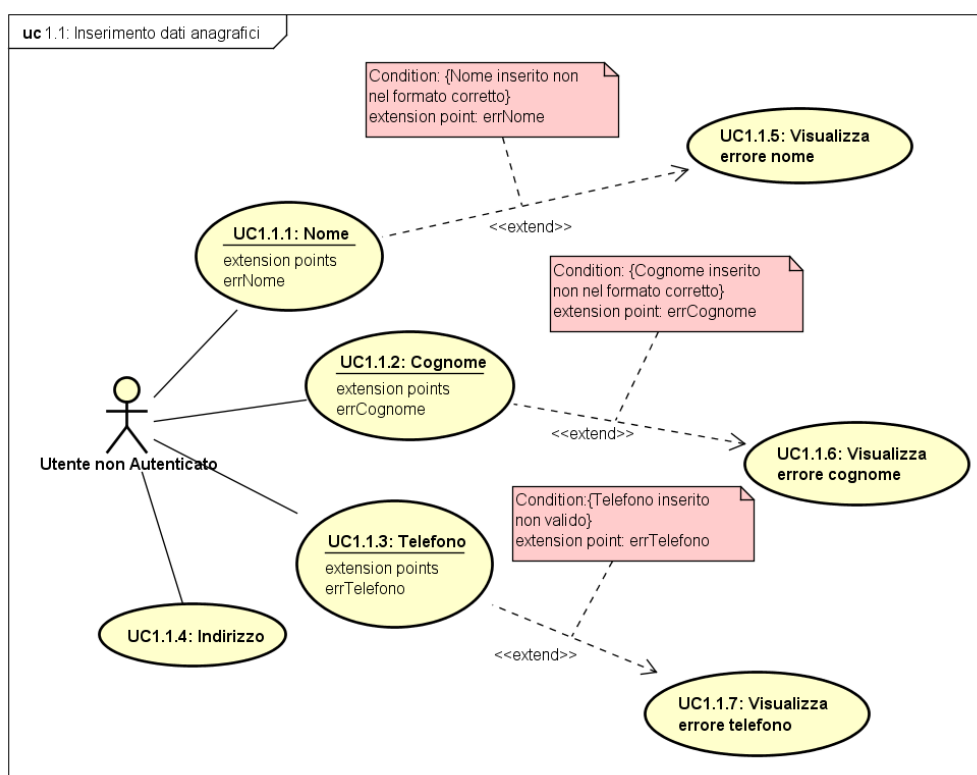 uc 1.1: Inserimento dati anagrafici
Condition: {Nome inserito non
nel formato corretto}
extension point: errNome
UC1.1.5: Visualizza
errore nome
<<extend>>
UC1.1.1: Nome
extension points
errNome
Condition: {Cognome inserito
non nel formato corretto}
extension point: errCognome
UC1.1.2: Cognome
extension points
errCognome
<<extend>>
UC1.1.6: Visualizza
errore cognome
Utente non Autenticato
Condition:{Telefono inserito
non valido}
extension point: errTelefono
UC1.1.3: Telefono
extension points
errTelefono
UC1.1.4: Indirizzo
<<extend>>
UC1.1.7: Visualizza
errore telefono